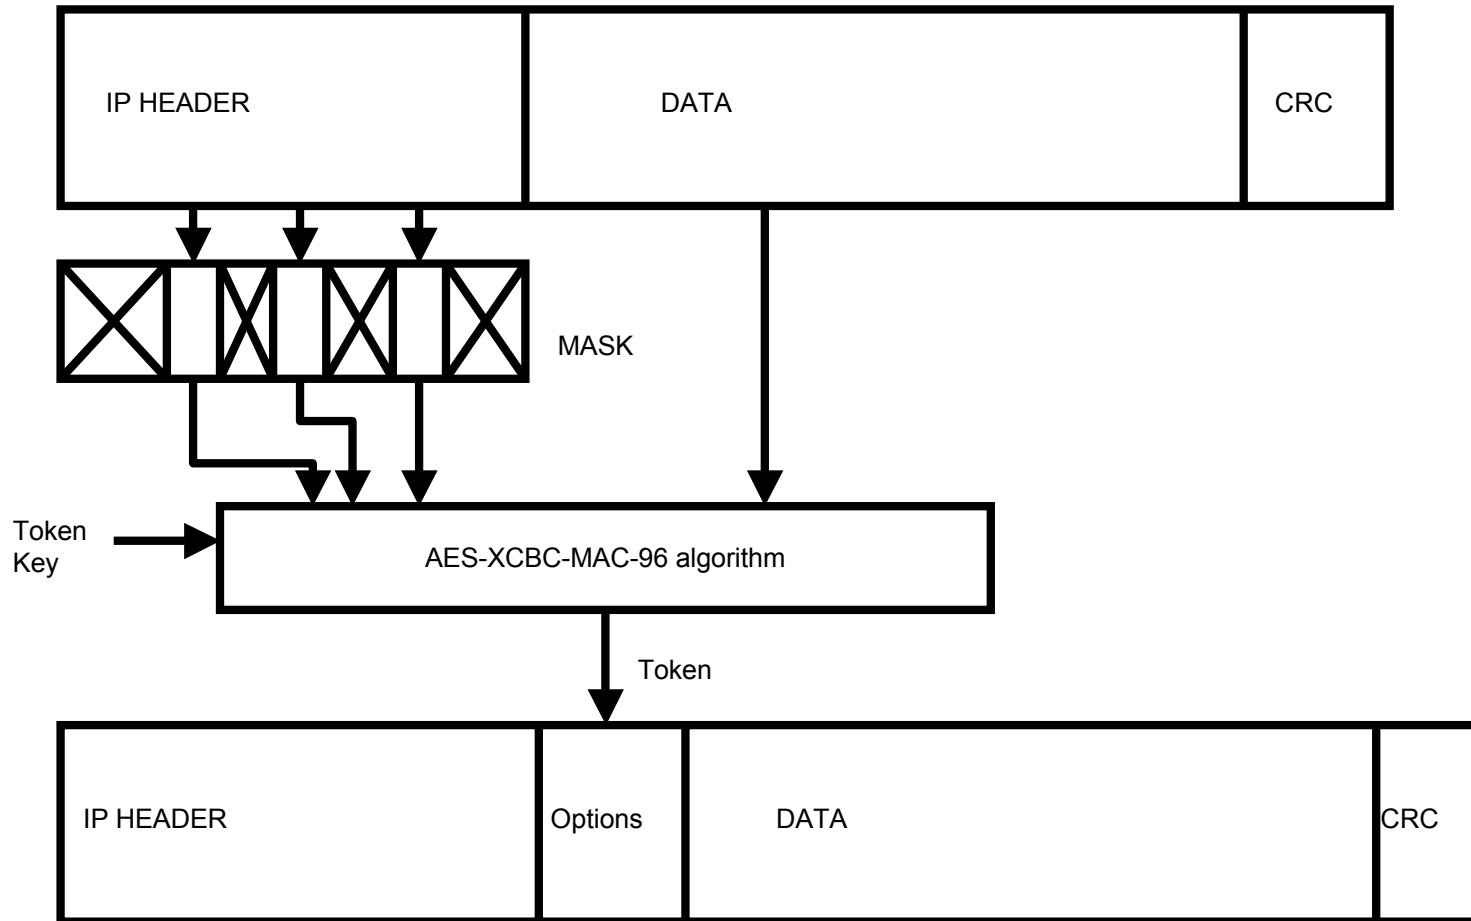 IP HEADER
DATA
CRC
MASK
Token
Key
AES-XCBC-MAC-96 algorithm
Token
IP HEADER
Options
DATA
CRC